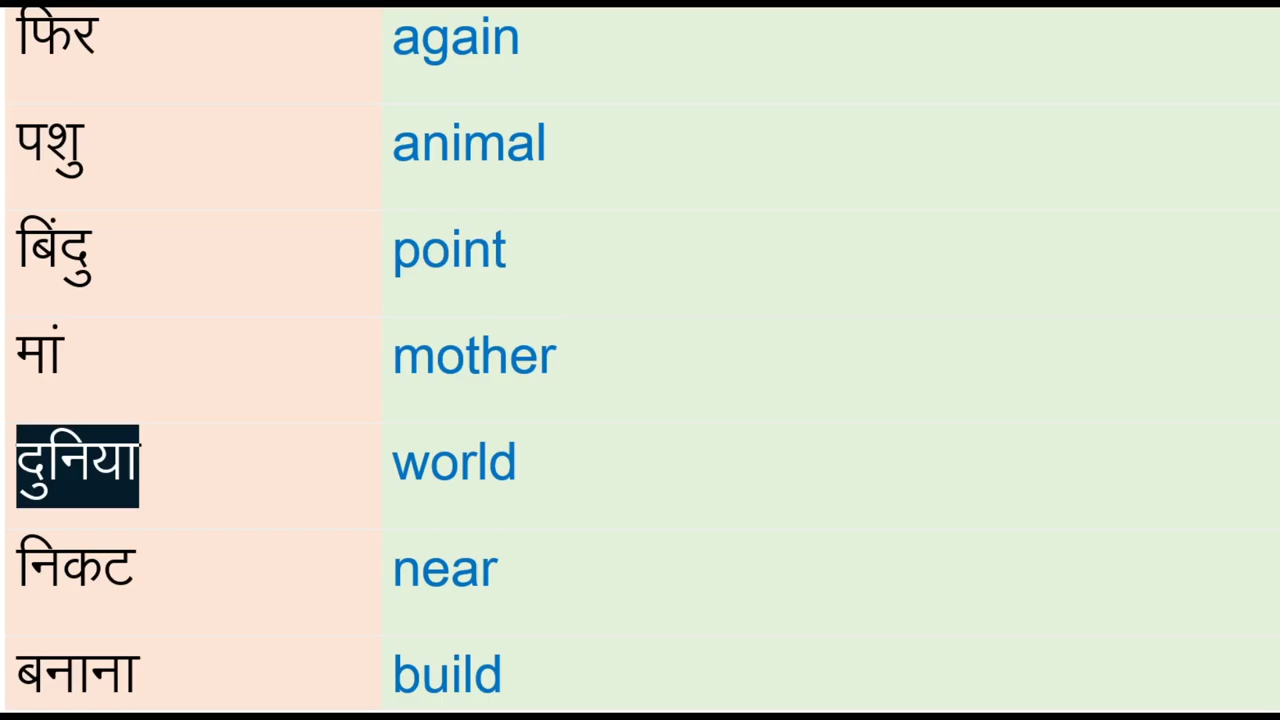 फिर again
पशु animal
बिंदु point
मां mother
दुनिया world
निकट near
बनाना build